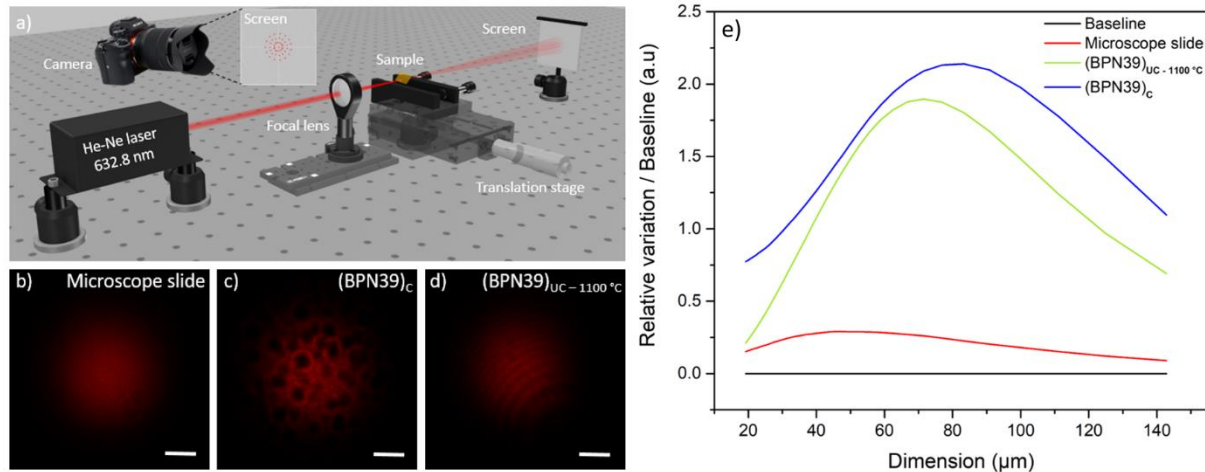 a)
Camera
Screen
Screen
Sample
Focal lens
He-Ne laser
632.8 nm
Translation stage
b) Microscope slide
c) (BPN39)C
d) (BPN39)UC – 1100 °C
e)
Baseline
Microscope slide
(BPN39)UC - 1100 °C
(BPN39)C
Relative variation / Baseline (a.u)
2.5
2.0
1.5
1.0
0.5
0.0
20 40 60 80 100 120 140
Dimension (µm)